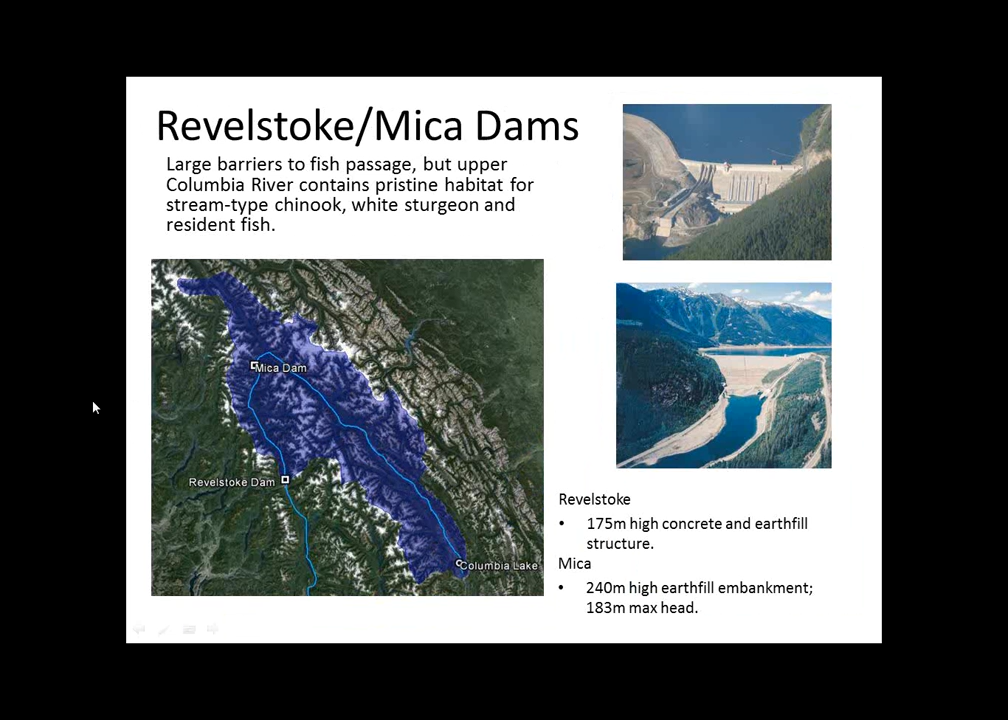 Revelstoke/Mica Dams
Large barriers to fish passage, but upper
Columbia River contains pristine habitat for
stream-type chinook, white sturgeon and
resident fish.
Mica Dam
Revelstoke Dam
Columbia Lake
Revelstoke
• 175m high concrete and earthfill
structure.
Mica
• 240m high earthfill embankment;
183m max head.